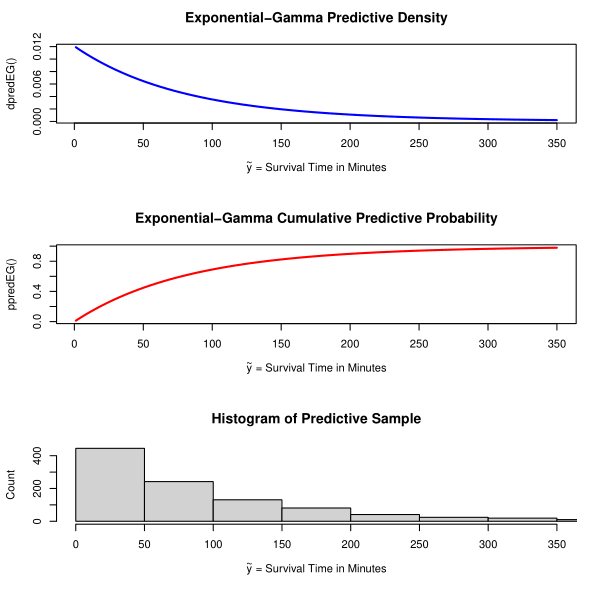 Exponential−Gamma Predictive Density
dpredEG()
0.012
0.006
0.000
0 50 100 150 200 250 300 350
ỹ = Survival Time in Minutes
Exponential−Gamma Cumulative Predictive Probability
ppredEG()
0.8
0.4
0.0
0 50 100 150 200 250 300 350
ỹ = Survival Time in Minutes
Histogram of Predictive Sample
Count
400
200
0
0 50 100 150 200 250 300 350
ỹ = Survival Time in Minutes